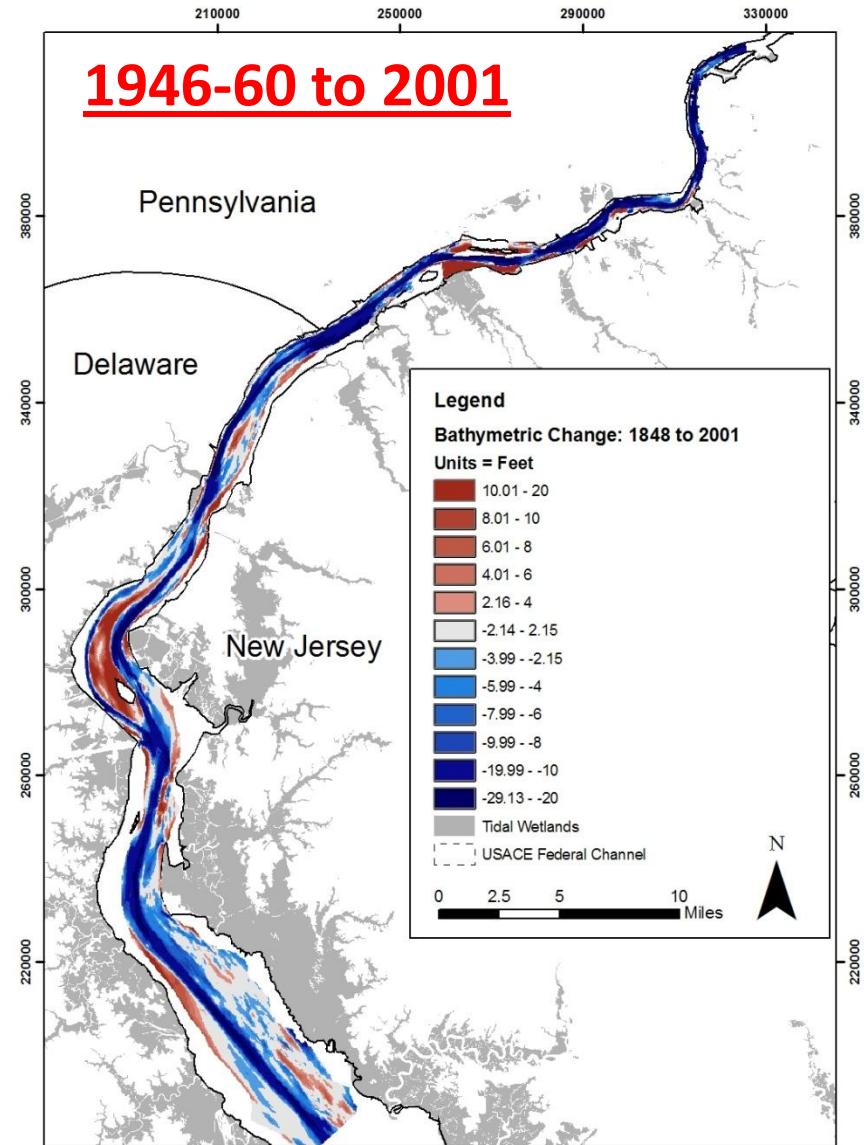 210000 250000 290000 330000
1946-60 to 2001
Pennsylvania
380000 380000
Delaware
340000 340000
Legend
Bathymetric Change: 1848 to 2001
Units = Feet
10.01 - 20
8.01 - 10
6.01 - 8
4.01 - 6
2.16 - 4
-2.14 - 2.15
-3.99 - -2.15
-5.99 - -4
-7.99 - -6
-9.99 - -8
-19.99 - -10
-29.13 - -20
Tidal Wetlands
USACE Federal Channel
N
0 2.5 5 10
Miles
300000 300000
New Jersey
260000 260000
220000 220000